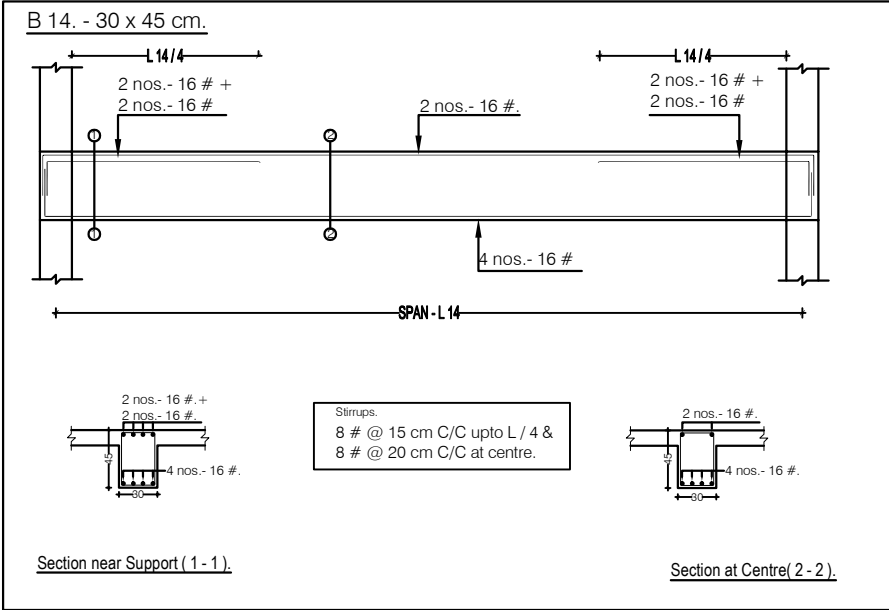 B 14. - 30 x 45 cm.
L 14 / 4
L 14 / 4
2 nos.- 16 # +
2 nos.- 16 #
2 nos.- 16 #.
2 nos.- 16 # +
2 nos.- 16 #
1
2
1
2
4 nos.- 16 #
SPAN - L 14
2 nos.- 16 #.+
2 nos.- 16 #.
45
4 nos.- 16 #.
30
Stirrups.
8 # @ 15 cm C/C upto L / 4 &
8 # @ 20 cm C/C at centre.
2 nos.- 16 #.
45
4 nos.- 16 #.
30
Section near Support ( 1 - 1 ).
Section at Centre( 2 - 2 ).